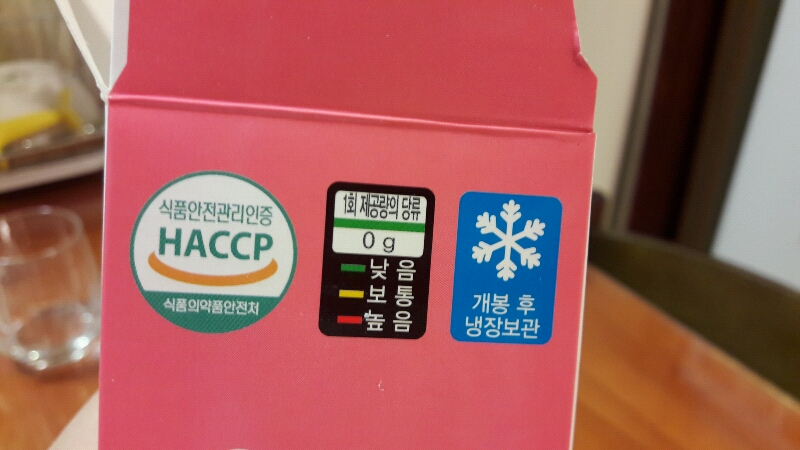 식품안전관리인증
HACCP
식품의약품안전처
1회 제공량의 당류
0 g
낮음
보통
높음
개봉 후
냉장보관